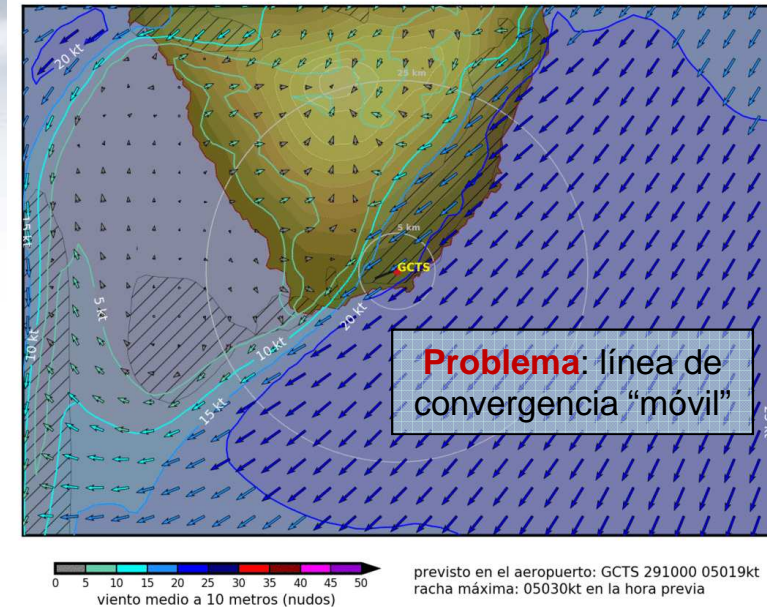 20 kt
25 km
5 km
GCTS
15 kt
5 kt
10 kt
20 kt
10 kt
15 kt
Problema: línea de
convergencia “móvil”
0 5 10 15 20 25 30 35 40 45 50
viento medio a 10 metros (nudos)
previsto en el aeropuerto: GCTS 291000 05019kt
racha máxima: 05030kt en la hora previa